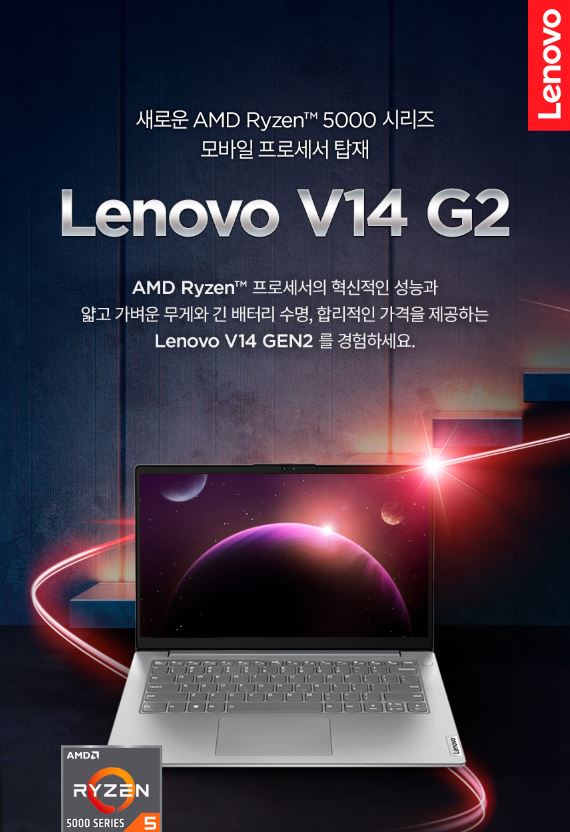 Lenovo
새로운 AMD Ryzen™ 5000 시리즈
모바일 프로세서 탑재
Lenovo V14 G2
AMD Ryzen™ 프로세서의 혁신적인 성능과
얇고 가벼운 무게와 긴 배터리 수명, 합리적인 가격을 제공하는
Lenovo V14 GEN2 를 경험하세요.
Lenovo
AMD
RYZEN
5000 SERIES 5